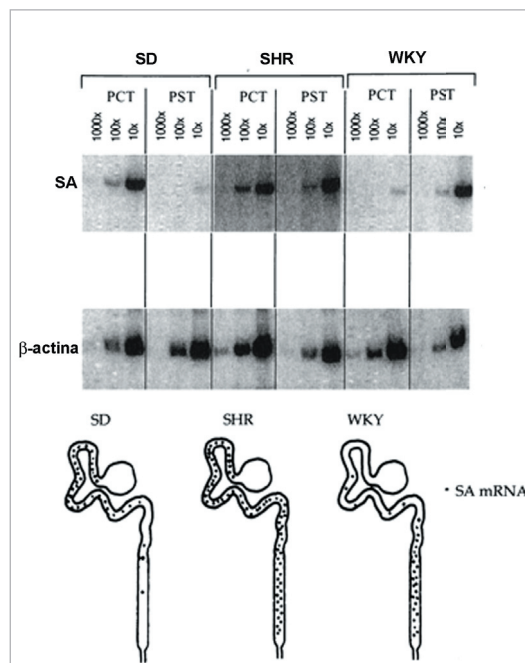 SD SHR WKY
PCT PST PCT PST PCT PST
1000x 100x 10x 1000x 100x 10x 1000x 100x 10x 1000x 100x 10x 1000x 100x 10x 1000x 100x 10x
SA
β-actina
SD SHR WKY
• SA mRNA